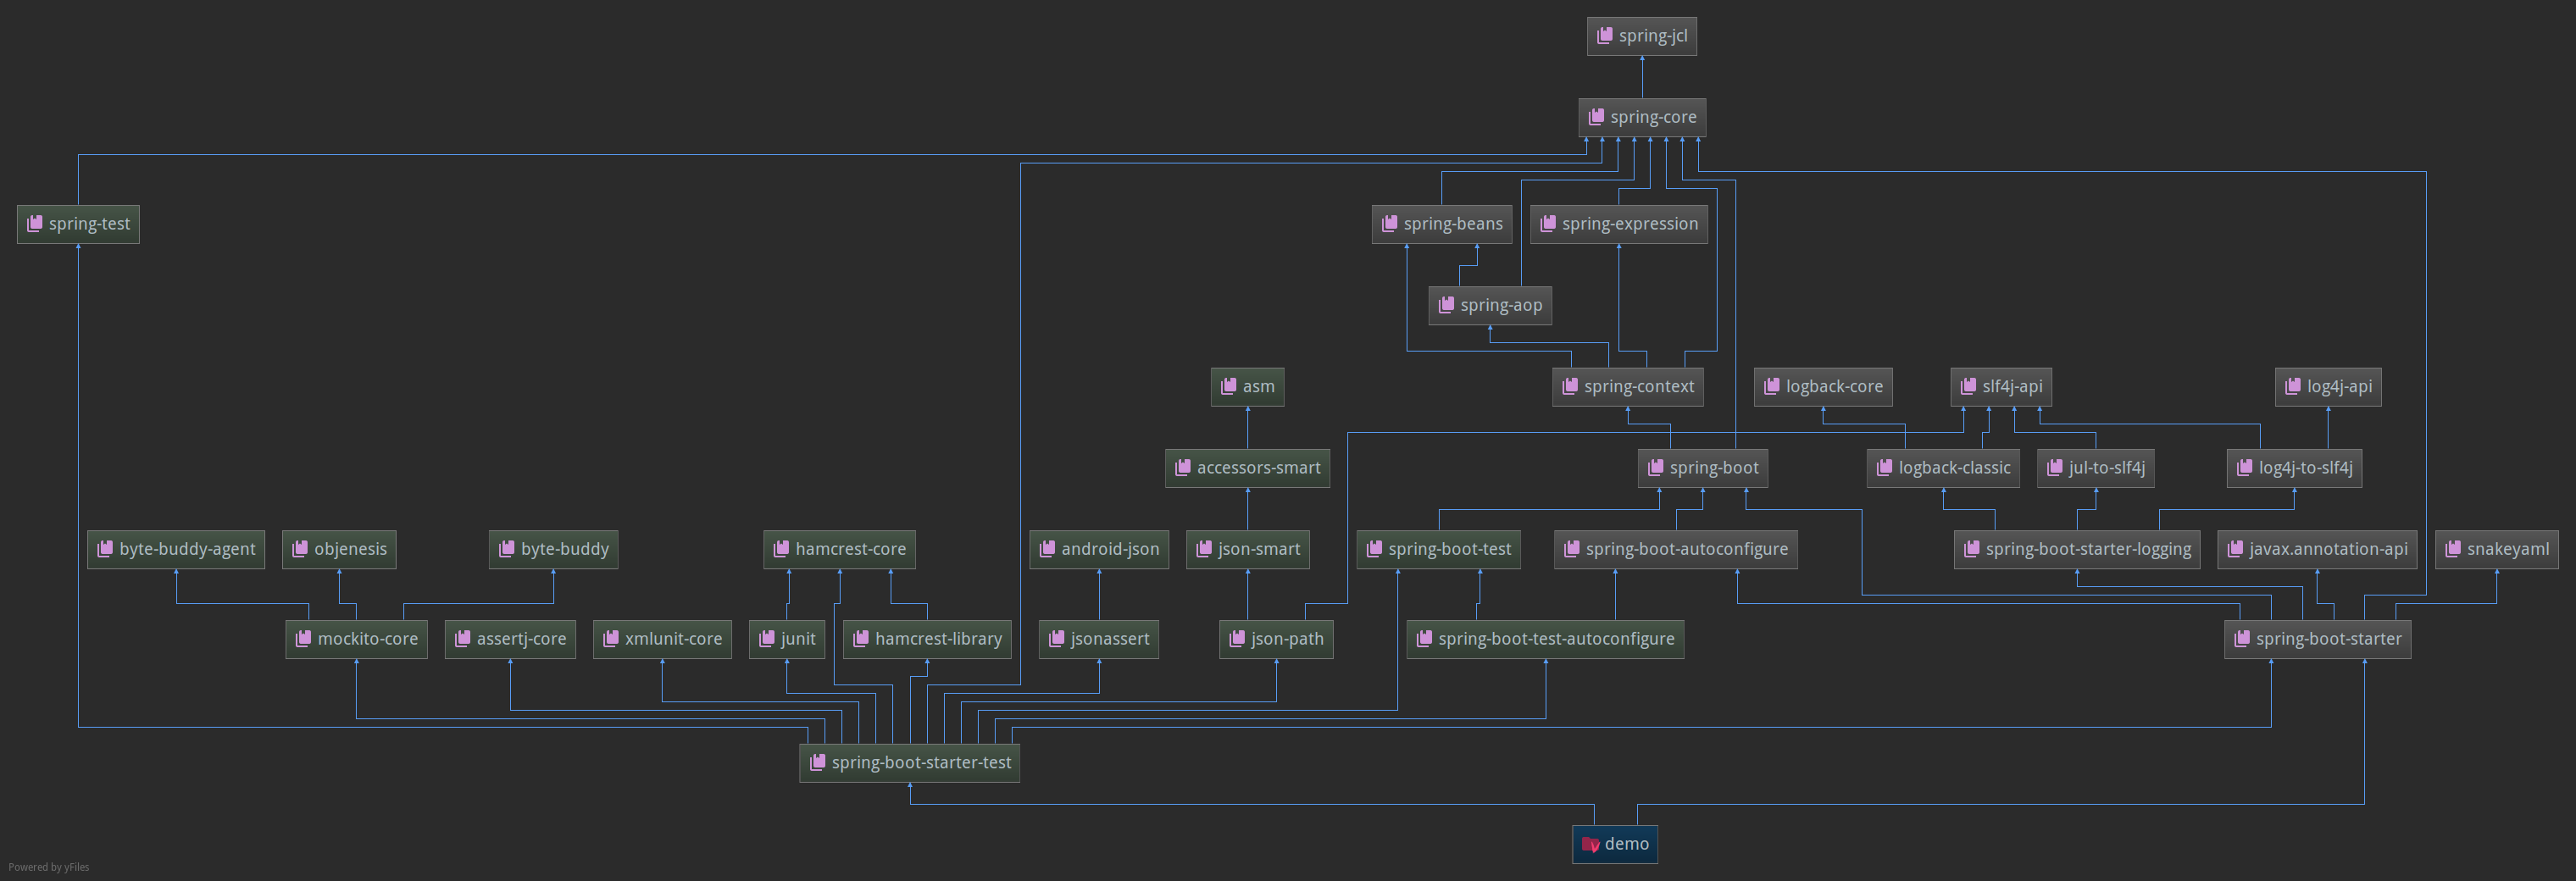 spring-jcl
spring-core
spring-test
spring-beans
spring-expression
spring-aop
asm
spring-context
logback-core
slf4j-api
log4j-api
accessors-smart
spring-boot
logback-classic
jul-to-slf4j
log4j-to-slf4j
byte-buddy-agent
objenesis
byte-buddy
hamcrest-core
android-json
json-smart
spring-boot-test
spring-boot-autoconfigure
spring-boot-starter-logging
javax.annotation-api
snakeyaml
mockito-core
assertj-core
xmlunit-core
junit
hamcrest-library
jsonassert
json-path
spring-boot-test-autoconfigure
spring-boot-starter
spring-boot-starter-test
demo
Powered by yFiles